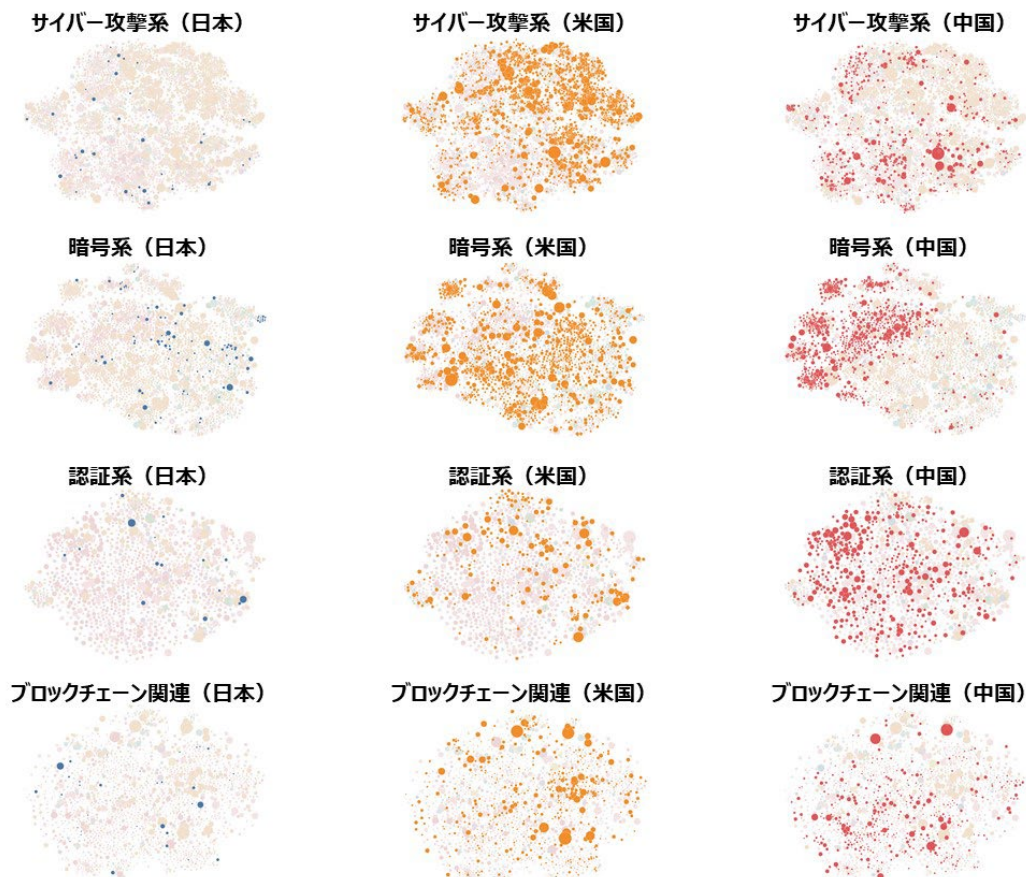 サイバー攻撃系（日本）
サイバー攻撃系（米国）
サイバー攻撃系（中国）
暗号系（日本）
暗号系（米国）
暗号系（中国）
認証系（日本）
認証系（米国）
認証系（中国）
ブロックチェーン関連（日本）
ブロックチェーン関連（米国）
ブロックチェーン関連（中国）